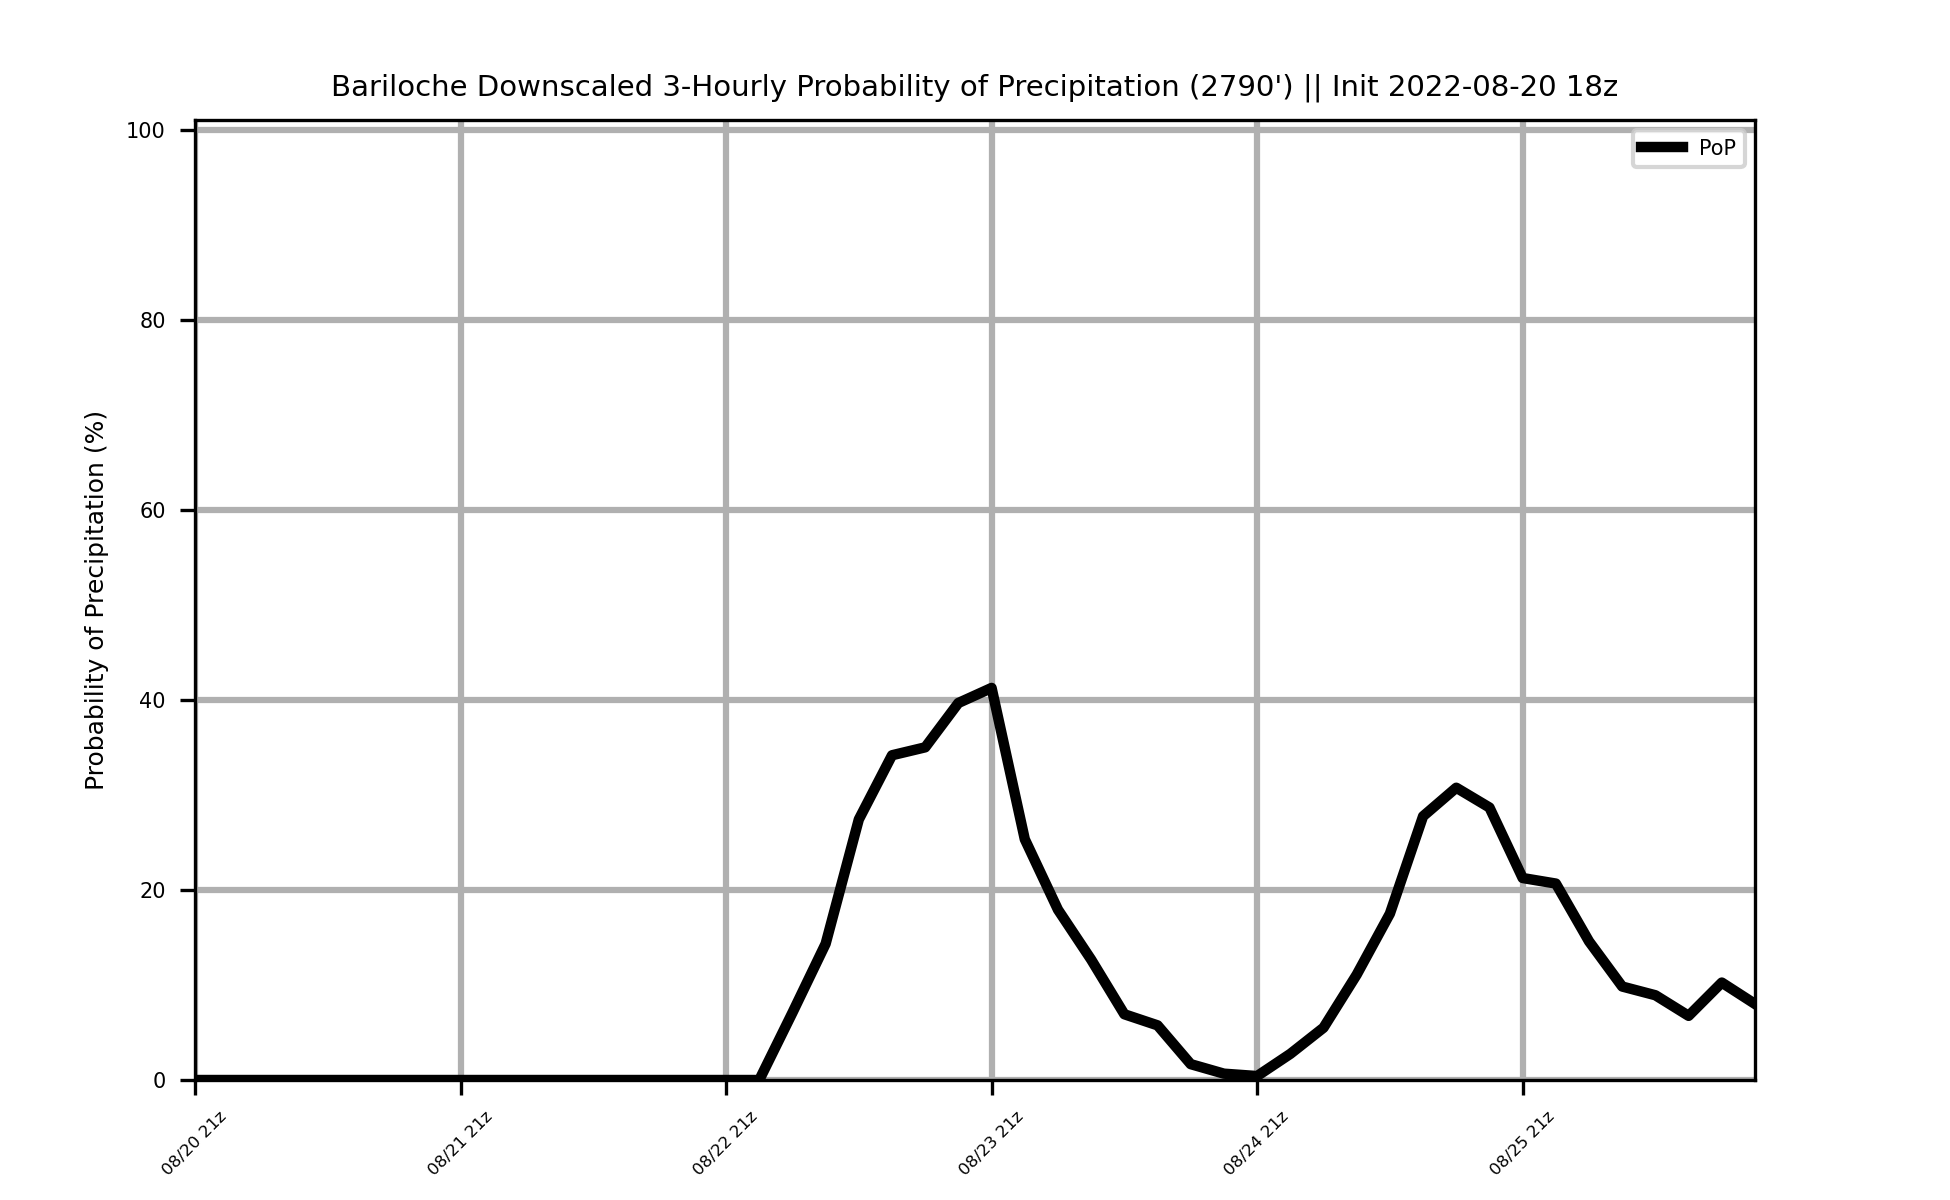 Bariloche Downscaled 3-Hourly Probability of Precipitation (2790') || Init 2022-08-20 18z
PoP
Probability of Precipitation (%)
100
80
60
40
20
0
08/20 21z
08/21 21z
08/22 21z
08/23 21z
08/24 21z
08/25 21z